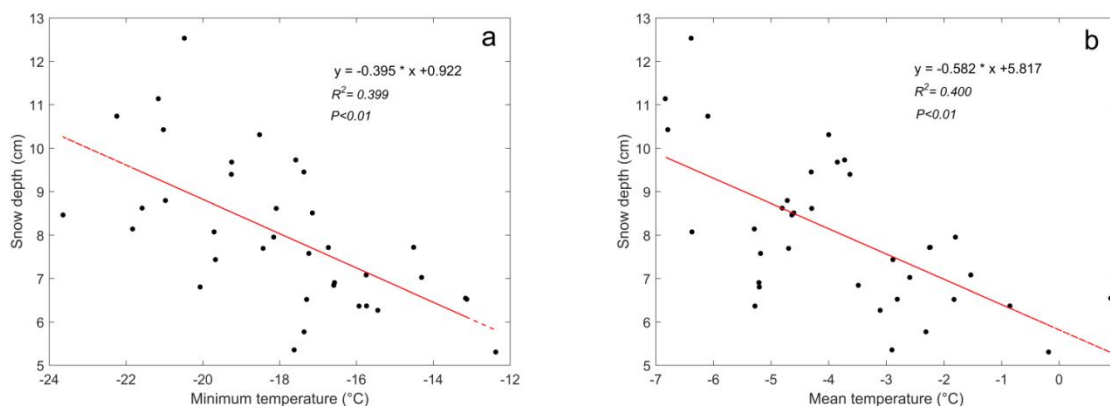 a
y = -0.395 * x +0.922
R²= 0.399
P<0.01
13
12
11
10
9
8
7
6
5
Snow depth (cm)
-24 -22 -20 -18 -16 -14 -12
Minimum temperature (°C)
b
y = -0.582 * x +5.817
R²= 0.400
P<0.01
13
12
11
10
9
8
7
6
5
Snow depth (cm)
-7 -6 -5 -4 -3 -2 -1 0
Mean temperature (°C)